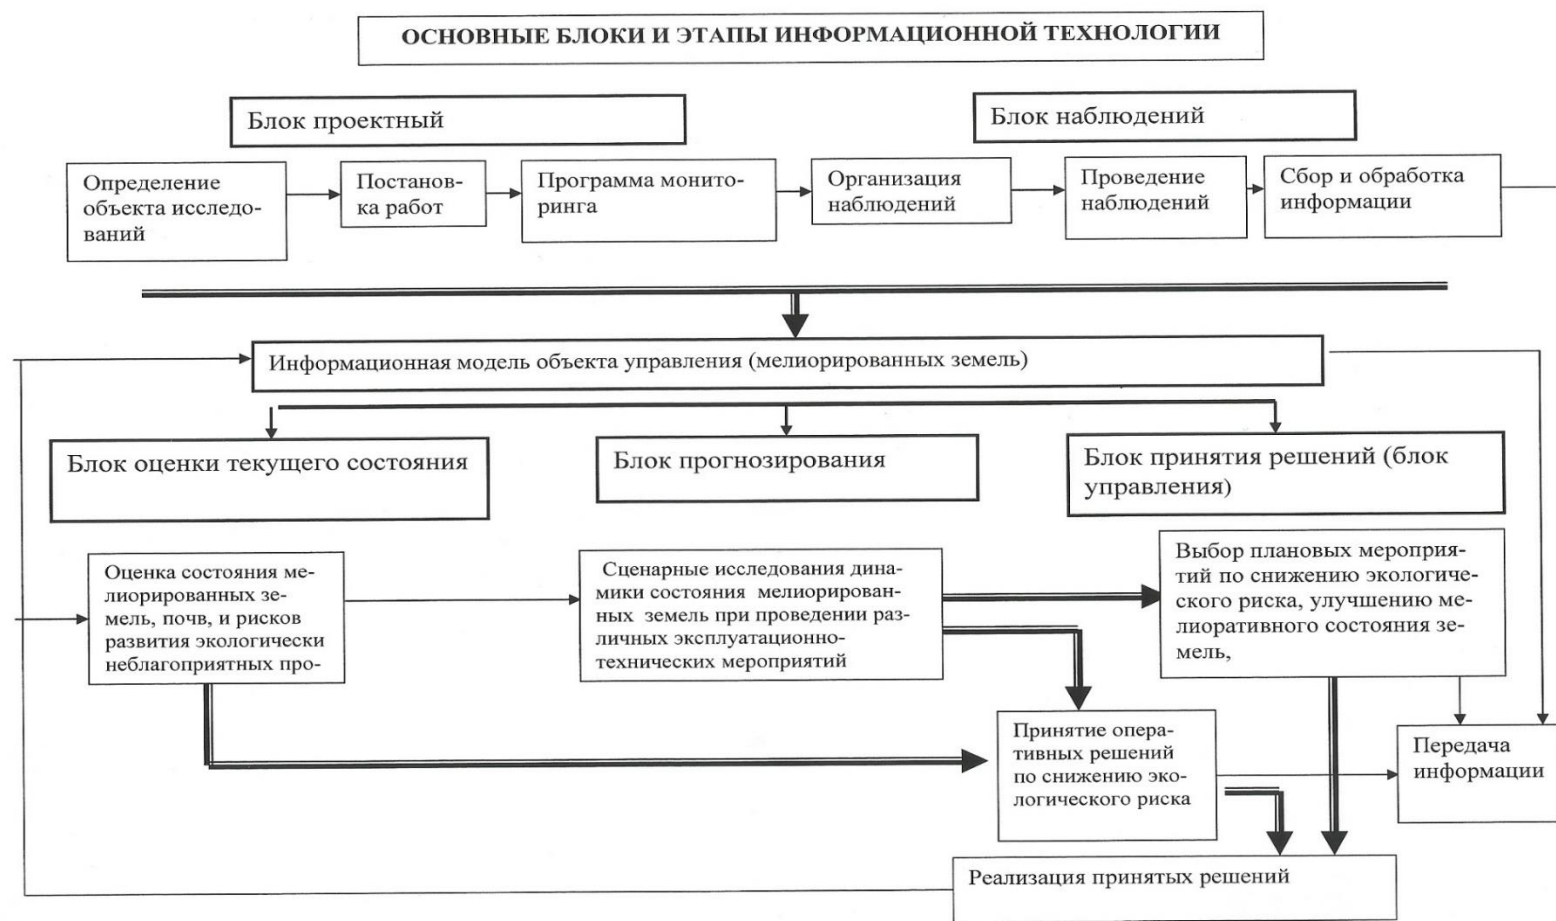 ОСНОВНЫЕ БЛОКИ И ЭТАПЫ ИНФОРМАЦИОННОЙ ТЕХНОЛОГИИ
Блок проектный
Блок наблюдений
Определение
объекта исследо-
ваний
Постанов-
ка работ
Программа монито-
ринга
Организация
наблюдений
Проведение
наблюдений
Сбор и обработка
информации
Информационная модель объекта управления (мелиорированных земель)
Блок оценки текущего состояния
Блок прогнозирования
Блок принятия решений (блок
управления)
Оценка состояния ме-
лиорированных зе-
мель, почв, и рисков
развития экологически
неблагоприятных про-
Сценарные исследования дина-
мики состояния мелиорирован-
ных земель при проведении раз-
личных эксплуатационно-
технических мероприятий
Выбор плановых мероприя-
тий по снижению экологиче-
ского риска, улучшению ме-
лиоративного состояния зе-
мель,
Принятие опера-
тивных решений
по снижению эко-
логического риска
Передача
информации
Реализация принятых решений